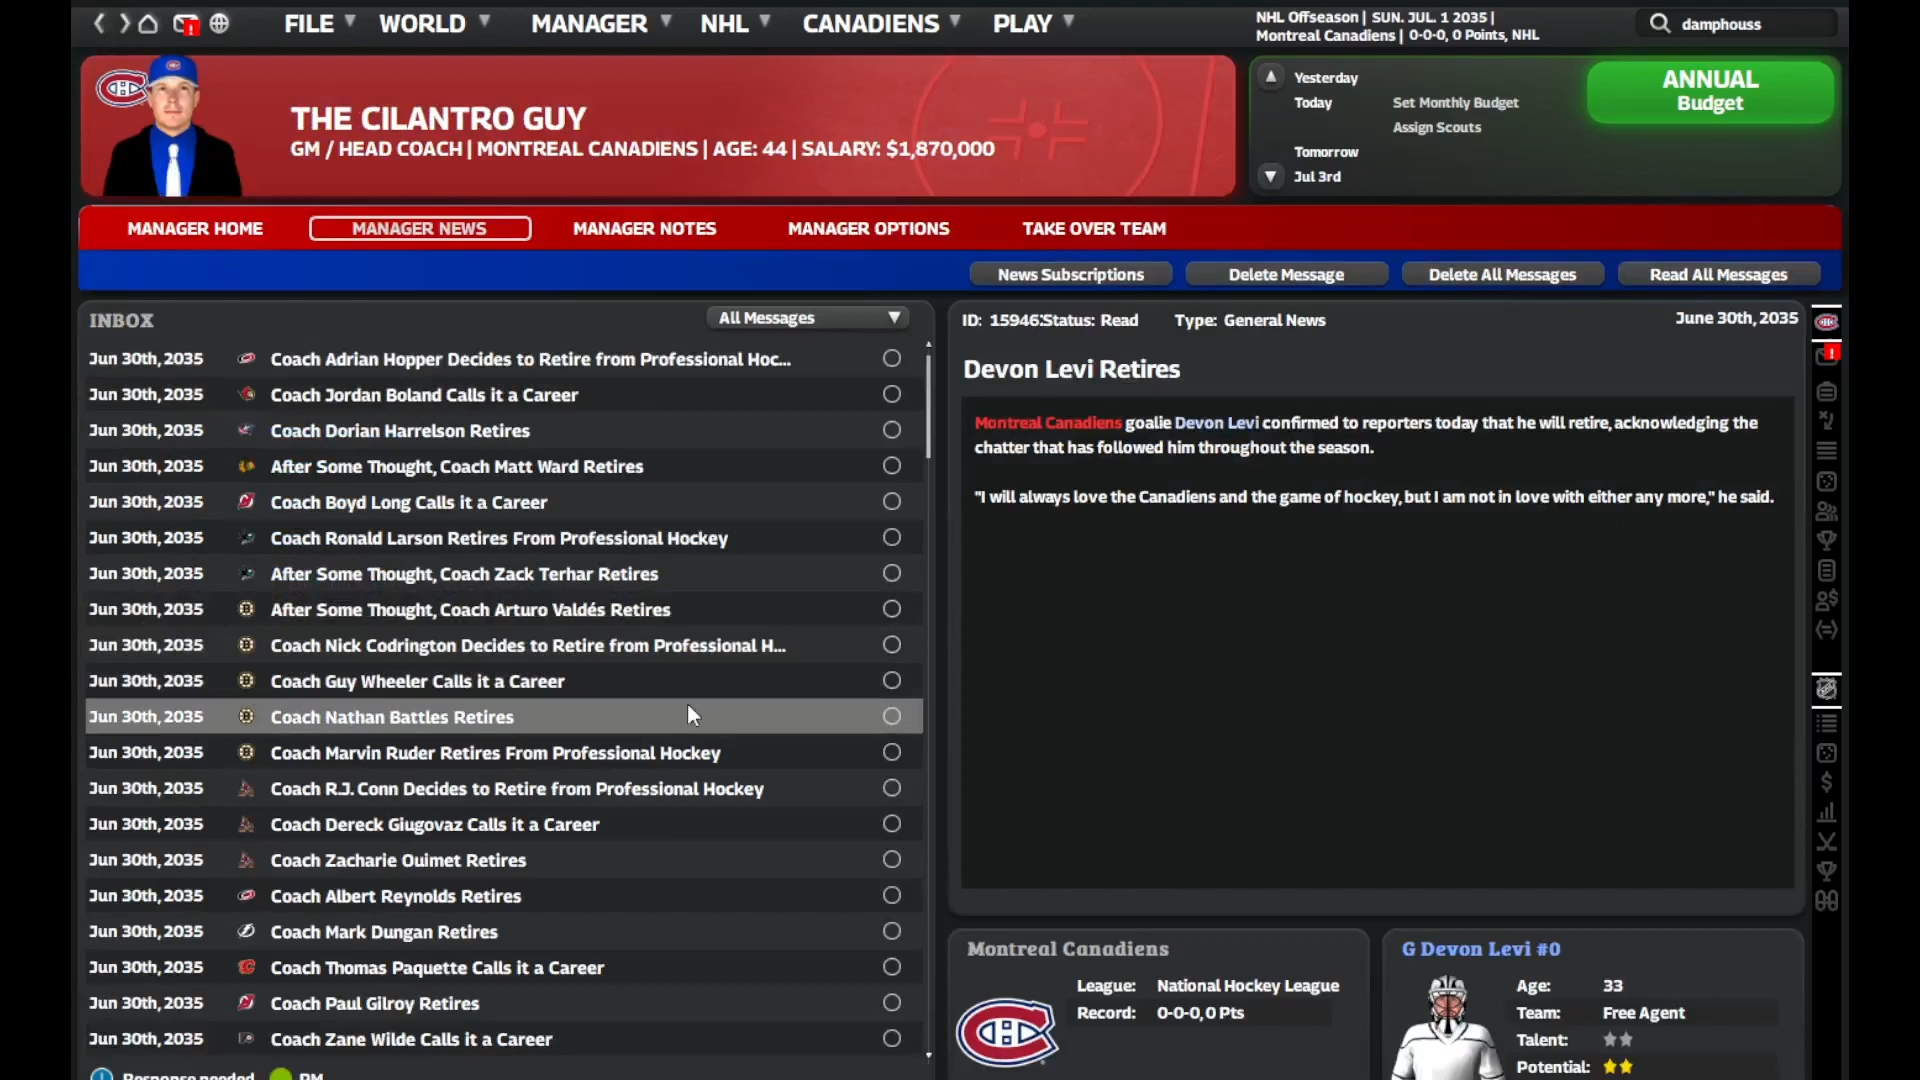 FILE WORLD MANAGER NHL CANADIENS PLAY
NHL Offseason | SUN. JUL. 1 2035 |
Montreal Canadiens | 0-0-0, 0 Points, NHL
damphouss
THE CILANTRO GUY
GM / HEAD COACH | MONTREAL CANADIENS | AGE: 44 | SALARY: $1,870,000
Yesterday
Today
Set Monthly Budget
Assign Scouts
Tomorrow
Jul 3rd
ANNUAL
Budget
MANAGER HOME MANAGER NEWS MANAGER NOTES MANAGER OPTIONS TAKE OVER TEAM
News Subscriptions Delete Message Delete All Messages Read All Messages
INBOX
All Messages
Jun 30th, 2035 Coach Adrian Hopper Decides to Retire from Professional Hoc...
Jun 30th, 2035 Coach Jordan Boland Calls it a Career
Jun 30th, 2035 Coach Dorian Harrelson Retires
Jun 30th, 2035 After Some Thought, Coach Matt Ward Retires
Jun 30th, 2035 Coach Boyd Long Calls it a Career
Jun 30th, 2035 Coach Ronald Larson Retires From Professional Hockey
Jun 30th, 2035 After Some Thought, Coach Zack Terhar Retires
Jun 30th, 2035 After Some Thought, Coach Arturo Valdés Retires
Jun 30th, 2035 Coach Nick Codrington Decides to Retire from Professional H...
Jun 30th, 2035 Coach Guy Wheeler Calls it a Career
Jun 30th, 2035 Coach Nathan Battles Retires
Jun 30th, 2035 Coach Marvin Ruder Retires From Professional Hockey
Jun 30th, 2035 Coach R.J. Conn Decides to Retire from Professional Hockey
Jun 30th, 2035 Coach Dereck Giugovaz Calls it a Career
Jun 30th, 2035 Coach Zacharie Ouimet Retires
Jun 30th, 2035 Coach Albert Reynolds Retires
Jun 30th, 2035 Coach Mark Dungan Retires
Jun 30th, 2035 Coach Thomas Paquette Calls it a Career
Jun 30th, 2035 Coach Paul Gilroy Retires
Jun 30th, 2035 Coach Zane Wilde Calls it a Career
Response needed PM
ID: 15946 Status: Read Type: General News June 30th, 2035
Devon Levi Retires
Montreal Canadiens goalie Devon Levi confirmed to reporters today that he will retire, acknowledging the
chatter that has followed him throughout the season.
"I will always love the Canadiens and the game of hockey, but I am not in love with either any more," he said.
Montreal Canadiens
League: National Hockey League
Record: 0-0-0, 0 Pts
G Devon Levi #0
Age: 33
Team: Free Agent
Talent:
Potential: